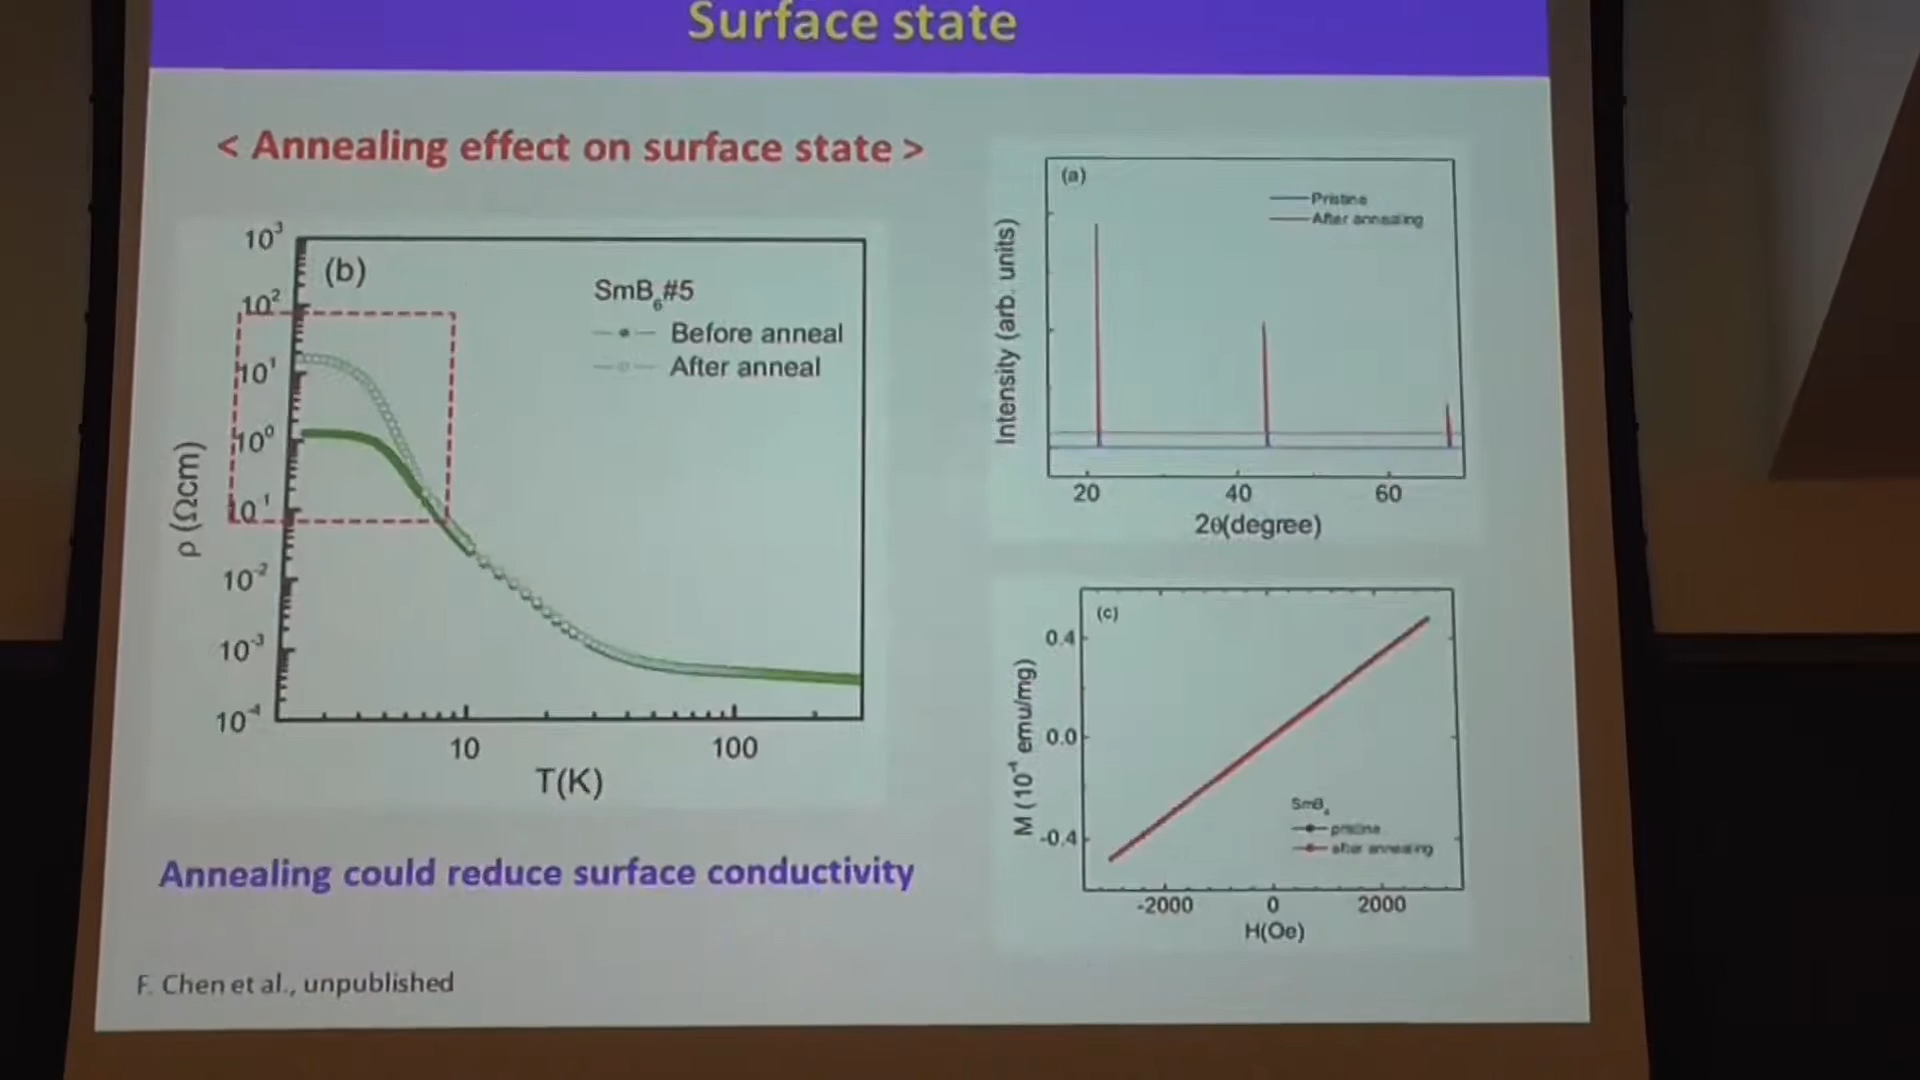 Surface state
< Annealing effect on surface state >
(b)
SmB₆#5
Before anneal
After anneal
10³
10²
10¹
10⁰
10⁻¹
10⁻²
10⁻³
10⁻⁴
ρ (Ωcm)
10 100
T(K)
(a)
Pristine
After annealing
Intensity (arb. units)
20 40 60
2θ(degree)
(c)
0.4
0.0
-0.4
M (10⁻⁴ emu/mg)
pristine
after annealing
-2000 0 2000
H(Oe)
Annealing could reduce surface conductivity
F. Chen et al., unpublished